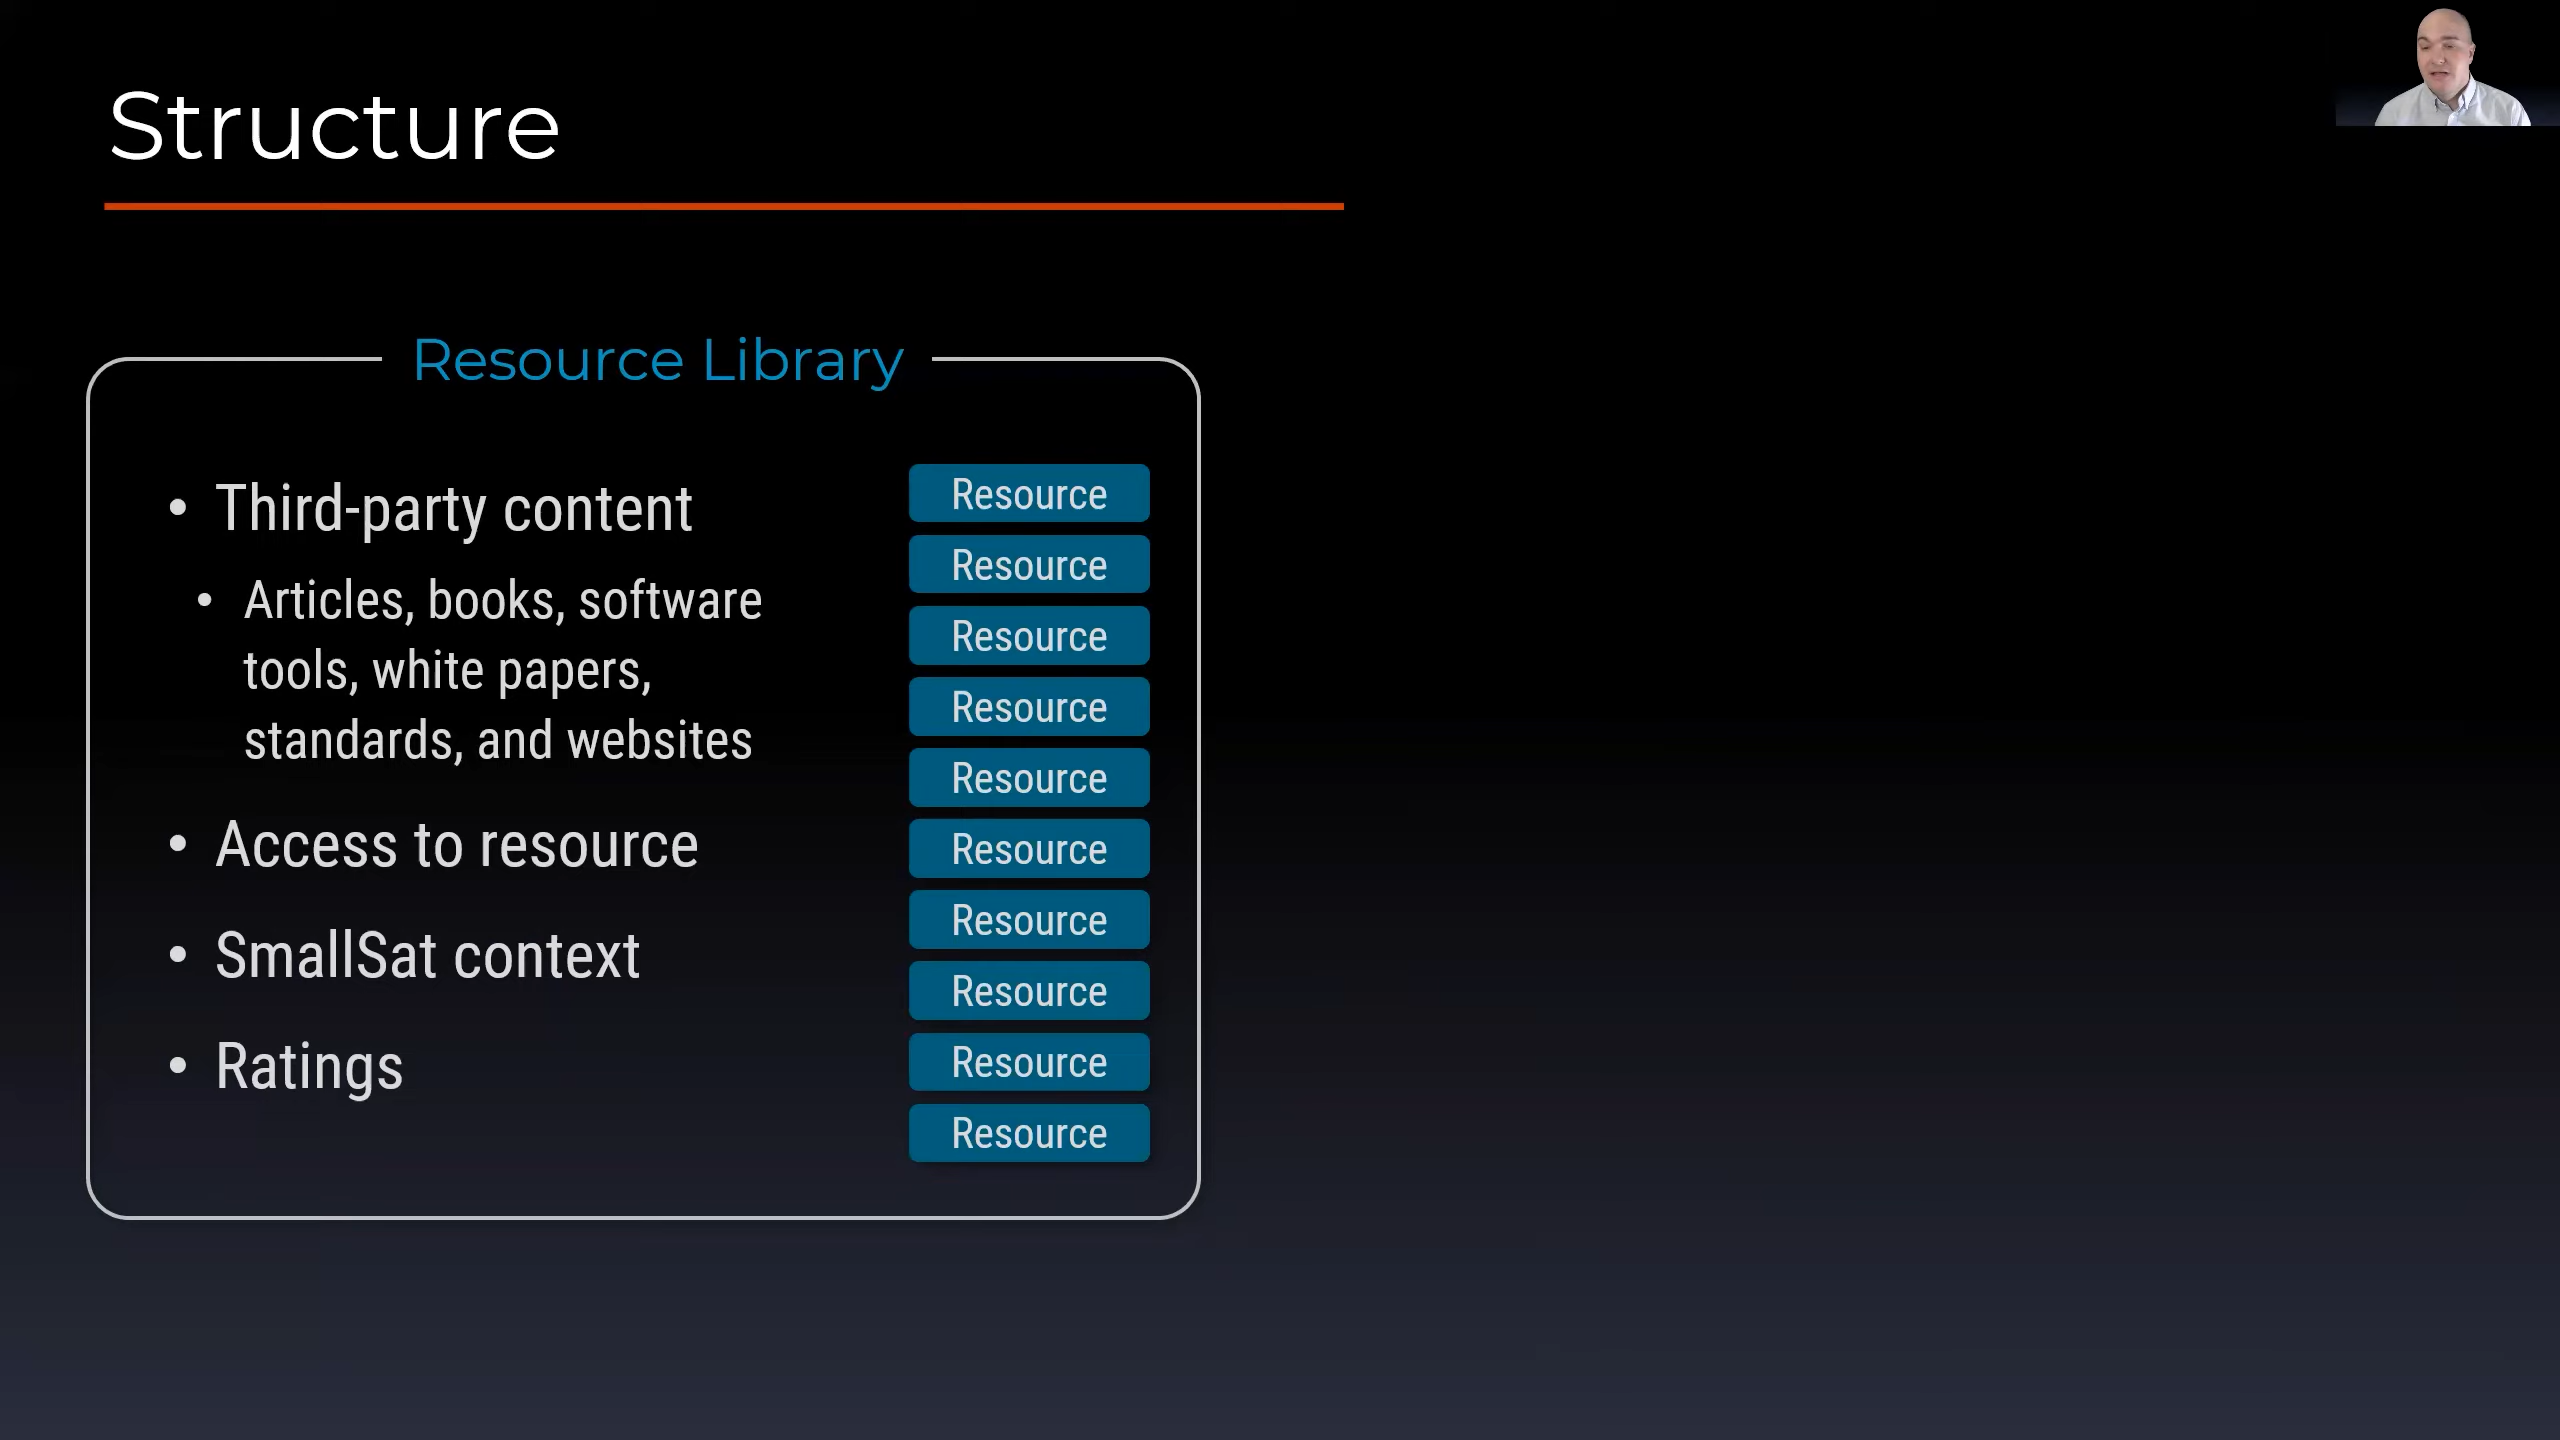 Structure
Resource Library
• Third-party content
• Articles, books, software
tools, white papers,
standards, and websites
• Access to resource
• SmallSat context
• Ratings
Resource
Resource
Resource
Resource
Resource
Resource
Resource
Resource
Resource
Resource